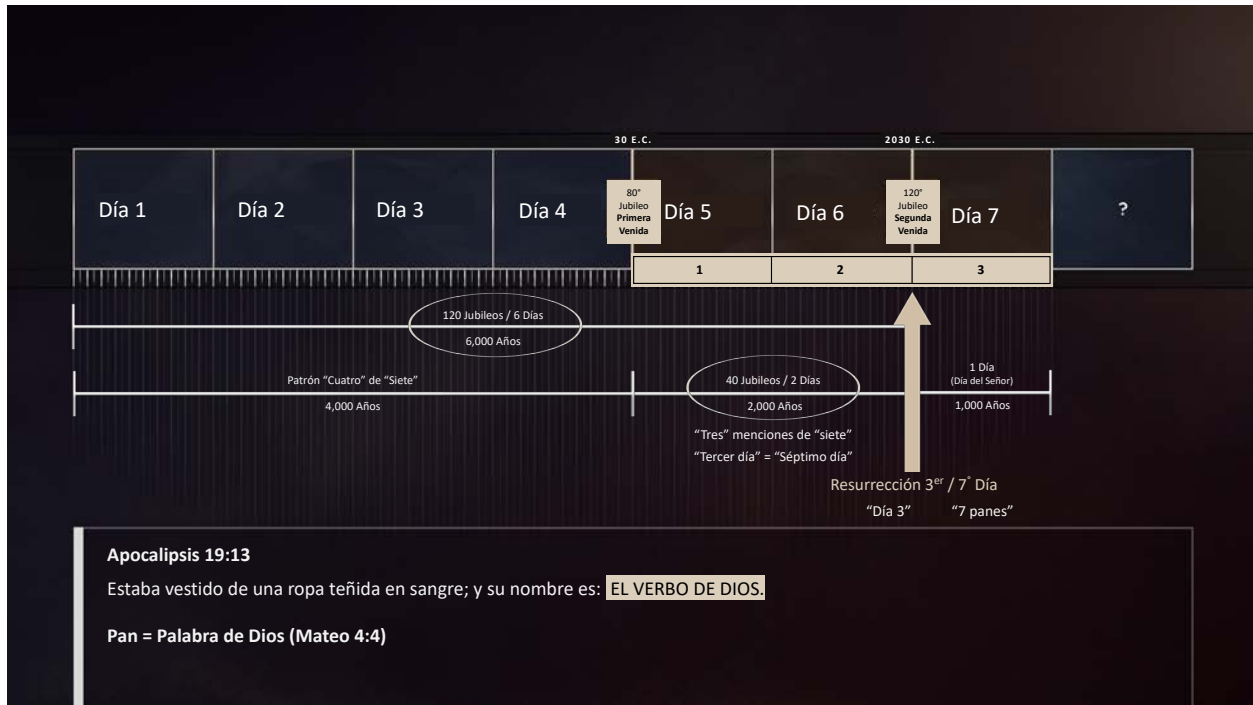 30 E.C.
2030 E.C.
Día 1
Día 2
Día 3
Día 4
80°
Jubileo
Primera
Venida
Día 5
Día 6
120°
Jubileo
Segunda
Venida
Día 7
?
1
2
3
120 Jubileos / 6 Días
6,000 Años
Patrón “Cuatro” de “Siete”
4,000 Años
40 Jubileos / 2 Días
2,000 Años
1 Día
(Día del Señor)
1,000 Años
“Tres” menciones de “siete”
“Tercer día” = “Séptimo día”
Resurrección 3er / 7° Día
“Día 3” “7 panes”
Apocalipsis 19:13
Estaba vestido de una ropa teñida en sangre; y su nombre es: EL VERBO DE DIOS.
Pan = Palabra de Dios (Mateo 4:4)